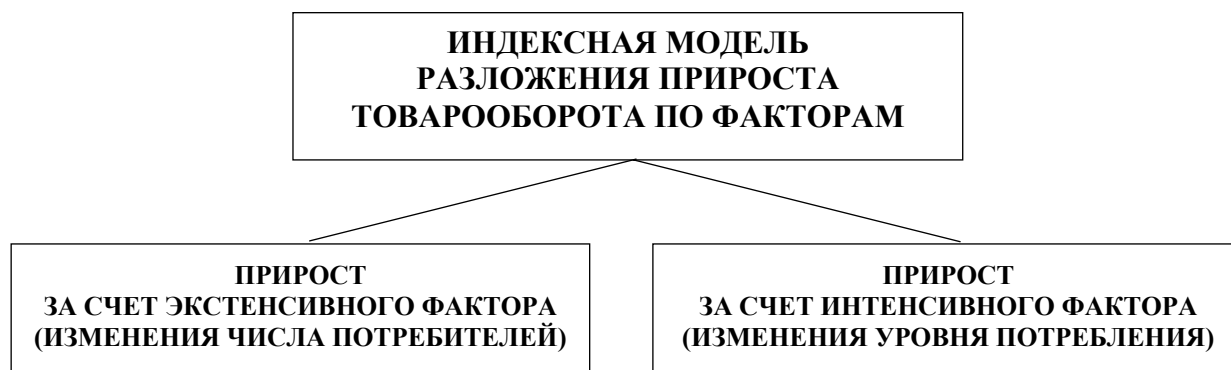 ИНДЕКСНАЯ МОДЕЛЬ
РАЗЛОЖЕНИЯ ПРИРОСТА
ТОВАРООБОРОТА ПО ФАКТОРАМ
ПРИРОСТ
ЗА СЧЕТ ЭКСТЕНСИВНОГО ФАКТОРА
(ИЗМЕНЕНИЯ ЧИСЛА ПОТРЕБИТЕЛЕЙ)
ПРИРОСТ
ЗА СЧЕТ ИНТЕНСИВНОГО ФАКТОРА
(ИЗМЕНЕНИЯ УРОВНЯ ПОТРЕБЛЕНИЯ)